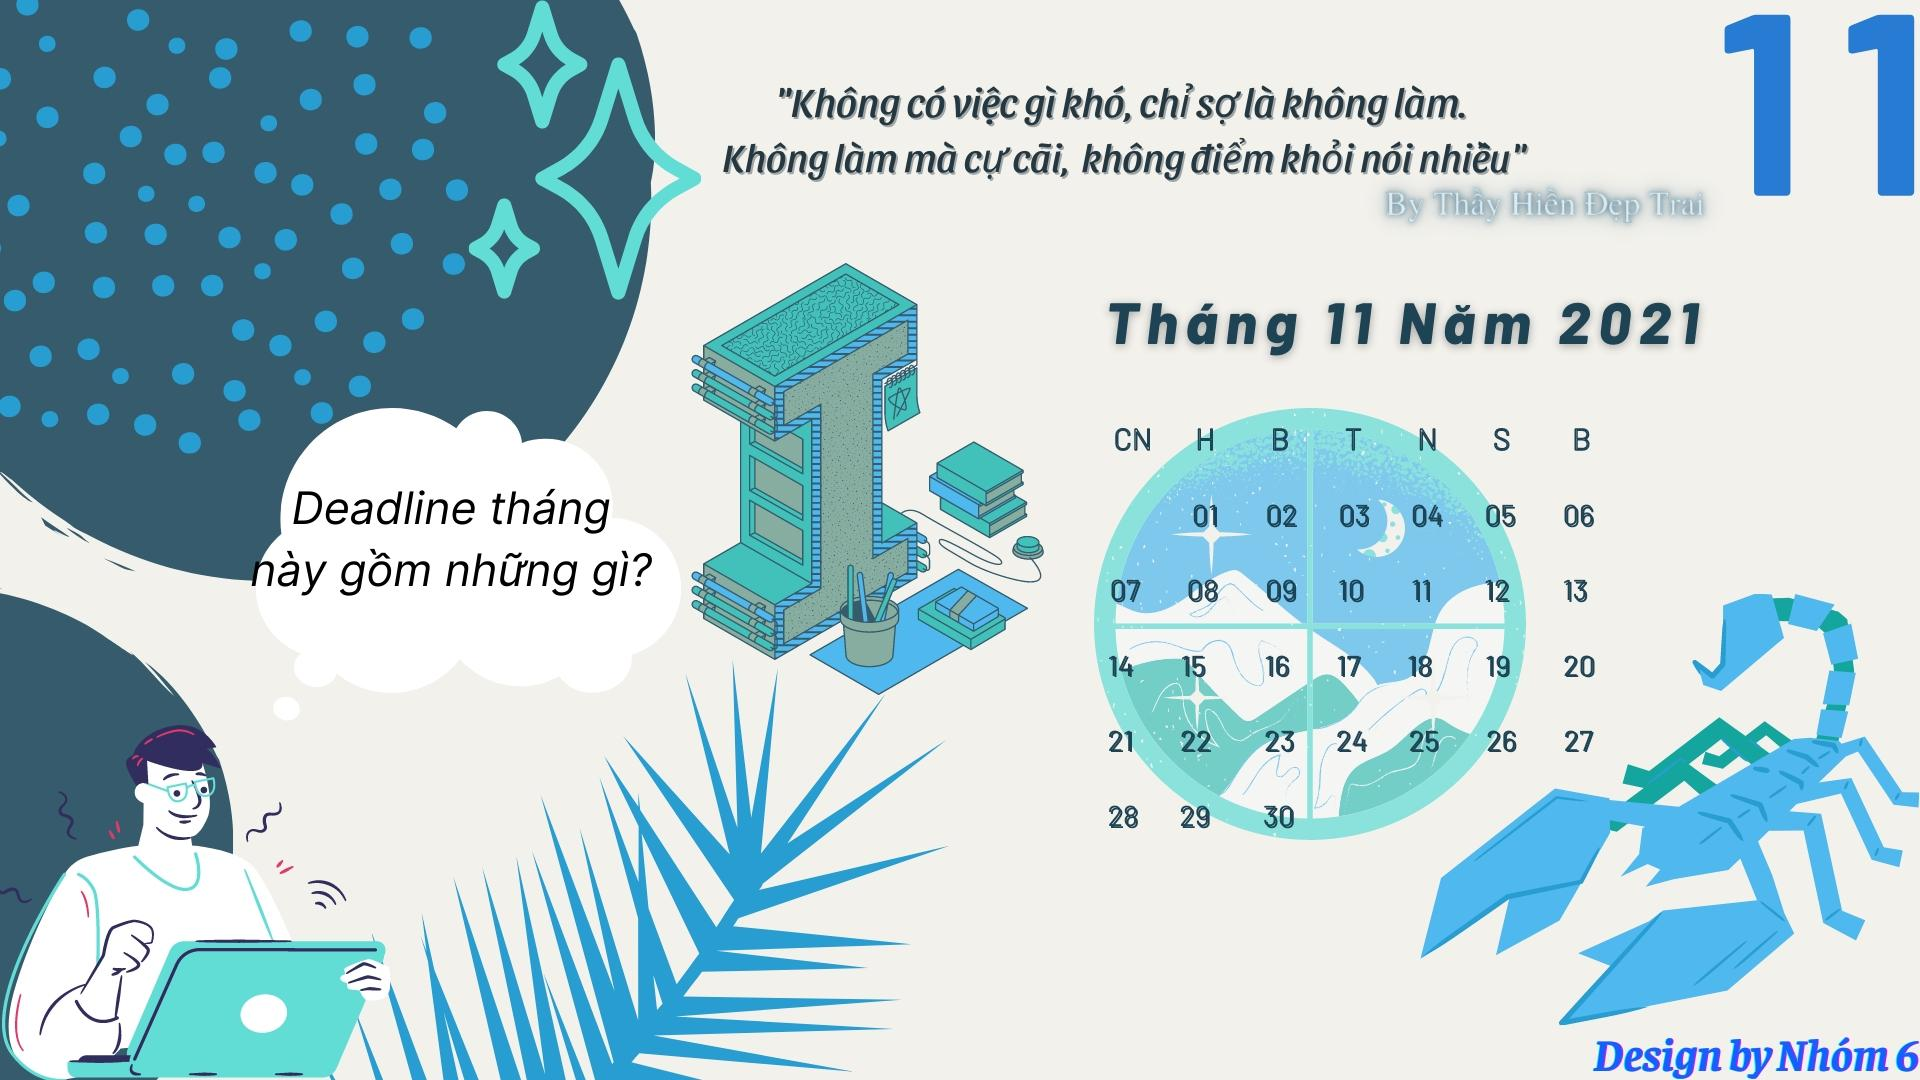 11
"Không có việc gì khó, chỉ sợ là không làm.
Không làm mà cự cãi, không điểm khỏi nói nhiều"
By Thầy Hiền Đẹp Trai
Tháng 11 Năm 2021
Deadline tháng
này gồm những gì?
CN H B T N S B
01 02 03 04 05 06
07 08 09 10 11 12 13
14 15 16 17 18 19 20
21 22 23 24 25 26 27
28 29 30
Design by Nhóm 6